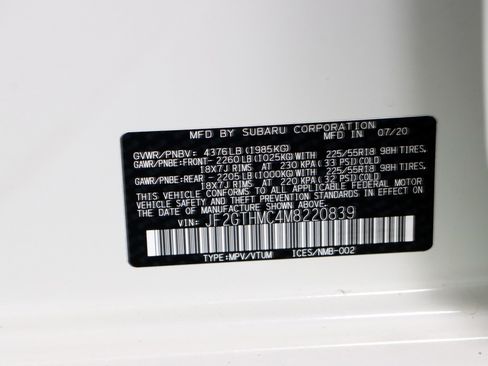 MFD BY SUBARU CORPORATION
MFD IN 07/20
GVWR/PNBV: 4376LB (1985KG)
GAWR/PNBE:FRONT- 2260LB(1025KG)WITH 225/55R18 98H TIRES,
18X7J RIMS AT 230 KPA(33 PSI)COLD
GAWR/PNBE:REAR - 2205LB(1000KG)WITH 225/55R18 98H TIRES,
18X7J RIMS AT 220 KPA(32 PSI)COLD
THIS VEHICLE CONFORMS TO ALL APPLICABLE FEDERAL MOTOR
VEHICLE SAFETY AND THEFT PREVENTION STANDARDS IN EFFECT
ON THE DATE OF MANUFACTURE SHOWN ABOVE.
VIN: JF2GTHMC4M8220839
TYPE:MPV/VTUM ICES/NMB-002